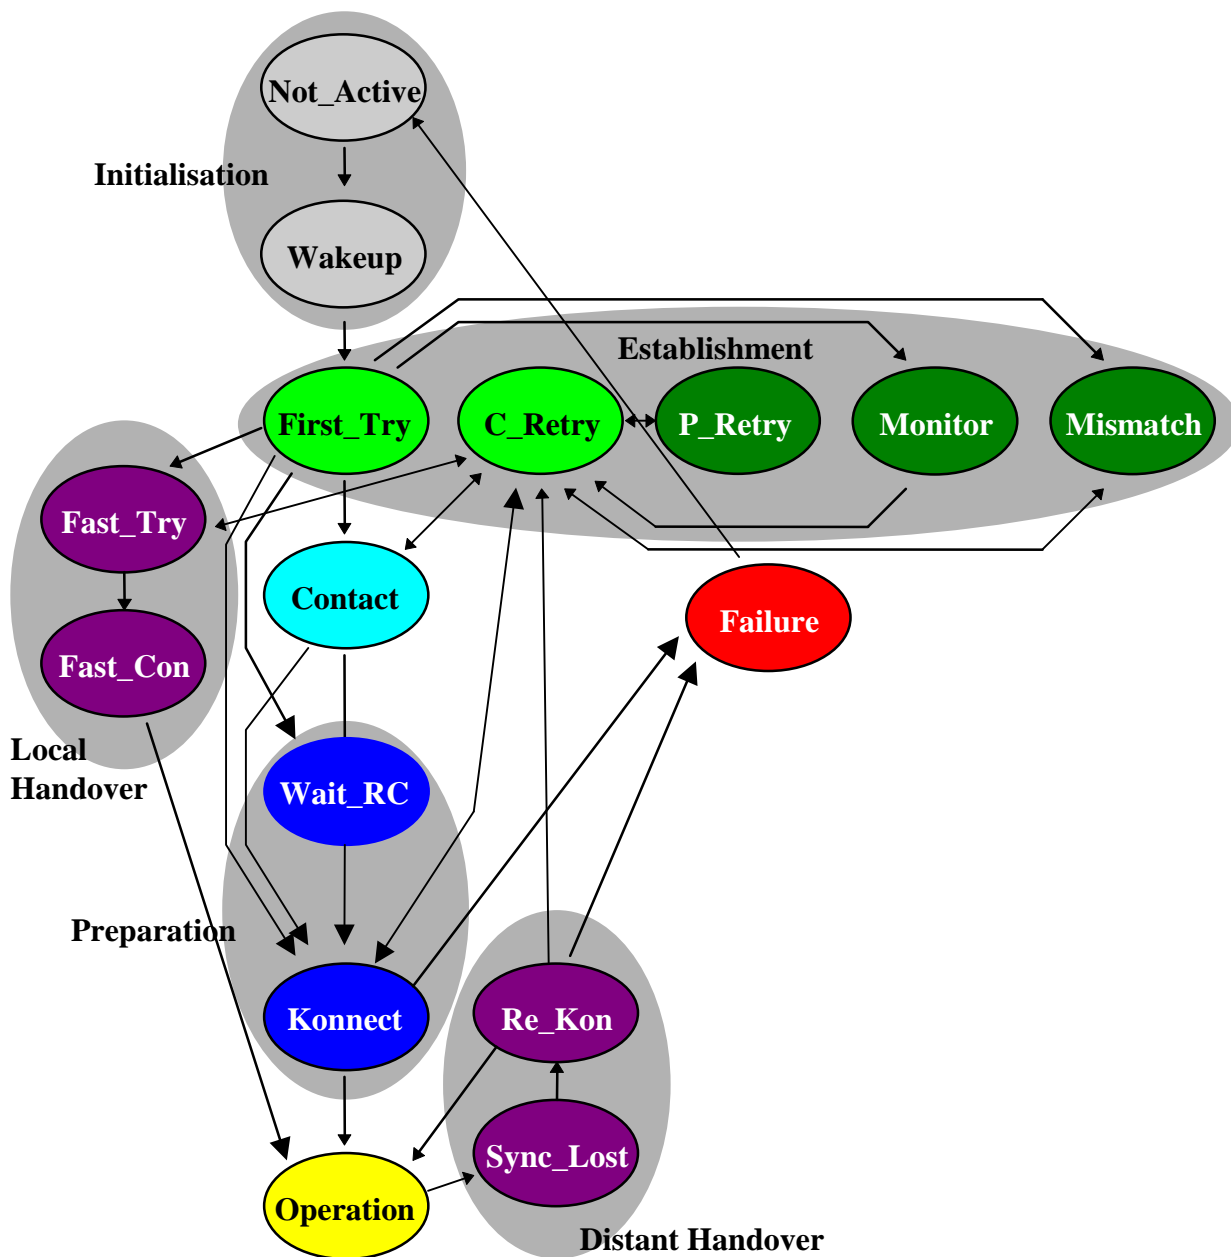 Not_Active
Initialisation
Wakeup
Establishment
First_Try
C_Retry
P_Retry
Monitor
Mismatch
Fast_Try
Contact
Failure
Fast_Con
Local
Handover
Wait_RC
Preparation
Konnect
Re_Kon
Sync_Lost
Operation
Distant Handover